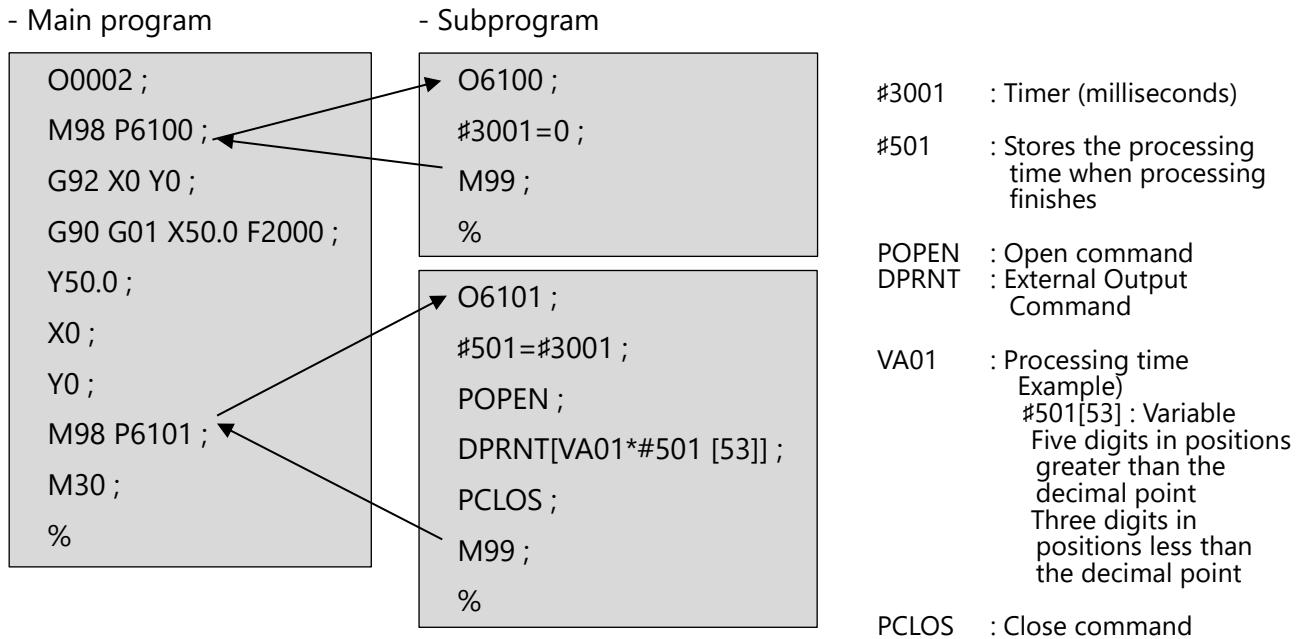 - Main program
O0002 ;
M98 P6100 ;
G92 X0 Y0 ;
G90 G01 X50.0 F2000 ;
Y50.0 ;
X0 ;
Y0 ;
M98 P6101 ;
M30 ;
%
- Subprogram
O6100 ;
♯3001=0 ;
M99 ;
%
O6101 ;
♯501=♯3001 ;
POPEN ;
DPRNT[VA01*#501 [53]] ;
PCLOS ;
M99 ;
%
♯3001 : Timer (milliseconds)
♯501 : Stores the processing
time when processing
finishes
POPEN : Open command
DPRNT : External Output
Command
VA01 : Processing time
Example)
♯501[53] : Variable
Five digits in positions
greater than the
decimal point
Three digits in
positions less than
the decimal point
PCLOS : Close command